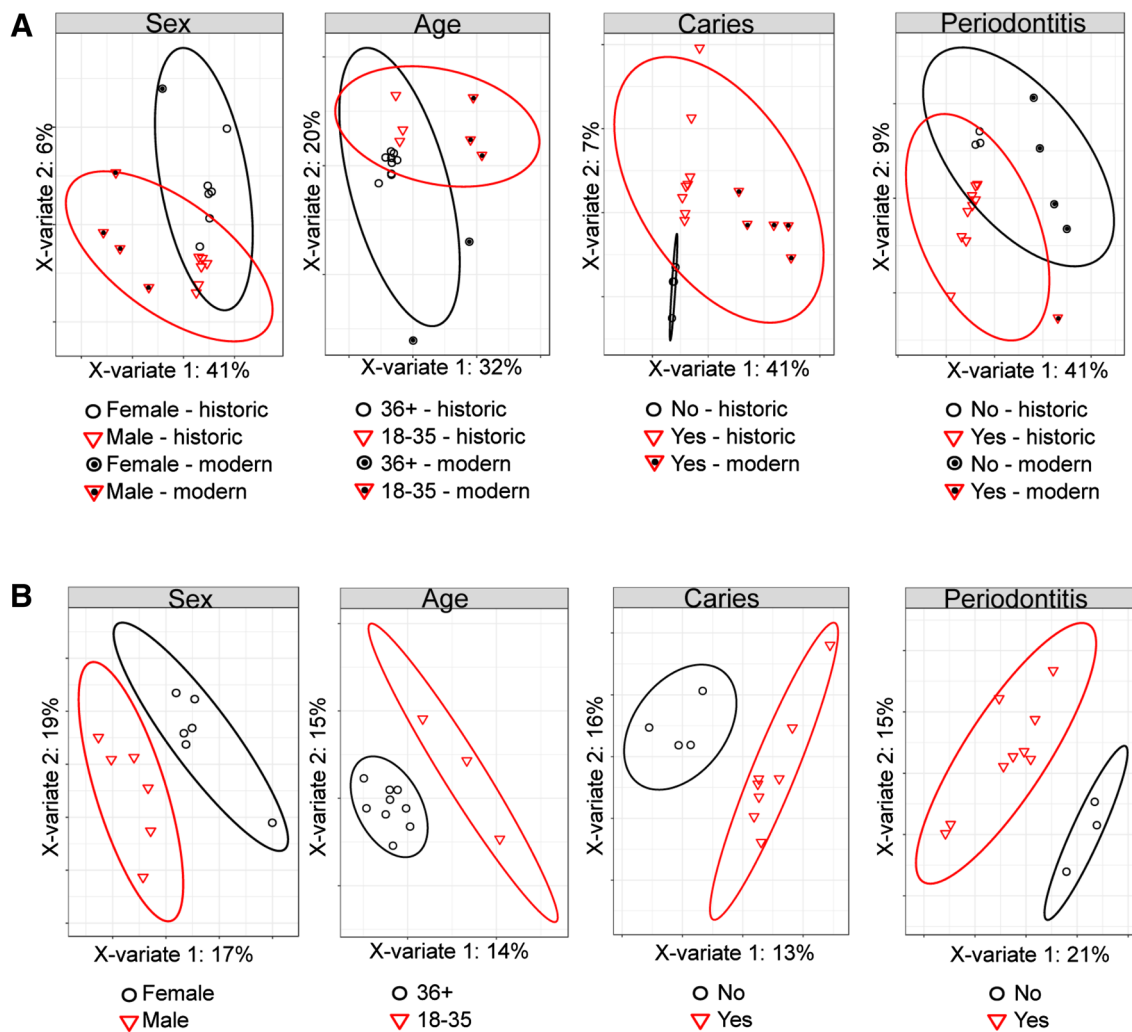 A
Sex
Age
Caries
Periodontitis
X-variate 2: 6%
X-variate 2: 20%
X-variate 2: 7%
X-variate 2: 9%
X-variate 1: 41%
X-variate 1: 32%
X-variate 1: 41%
X-variate 1: 41%
Female - historic
Male - historic
Female - modern
Male - modern
36+ - historic
18-35 - historic
36+ - modern
18-35 - modern
No - historic
Yes - historic
Yes - modern
No - historic
Yes - historic
No - modern
Yes - modern
B
Sex
Age
Caries
Periodontitis
X-variate 2: 19%
X-variate 2: 15%
X-variate 2: 16%
X-variate 2: 15%
X-variate 1: 17%
X-variate 1: 14%
X-variate 1: 13%
X-variate 1: 21%
Female
Male
36+
18-35
No
Yes
No
Yes